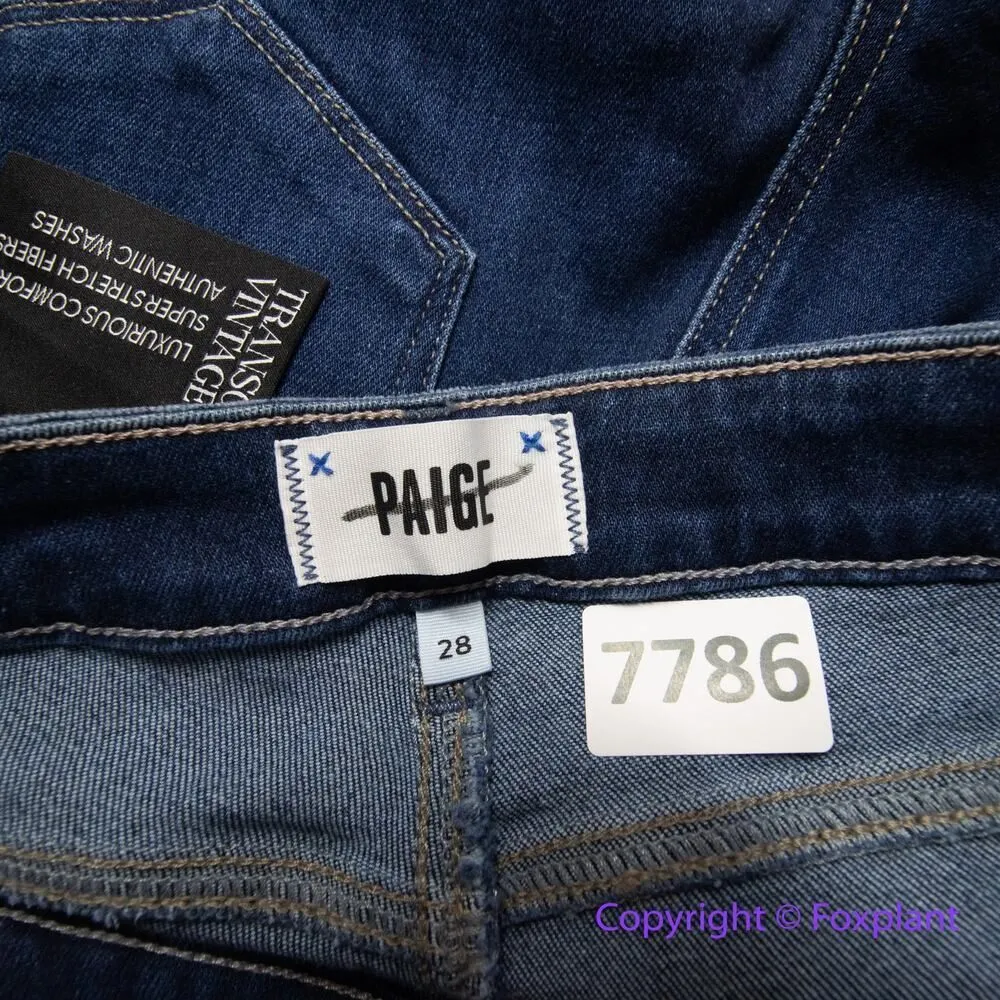 TRANSC
VINTAGE
LUXURIOUS COMFOR
SUPER STRETCH FIBERS
AUTHENTIC WASHES
PAIGE
28
7786
Copyright © Foxplant